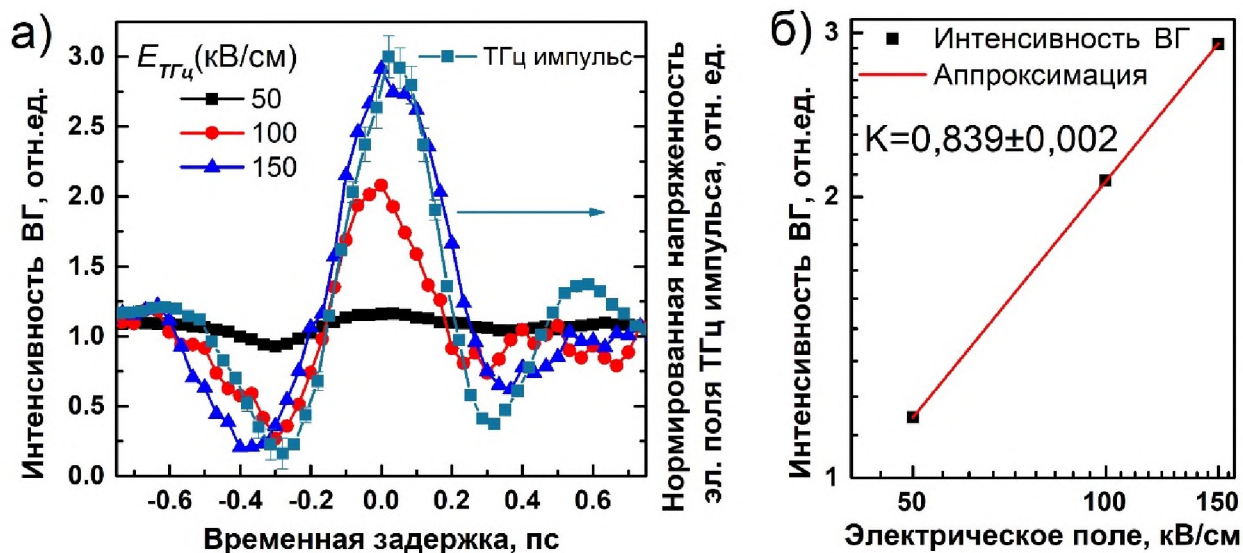 а)
Интенсивность ВГ, отн.ед.
3.0
2.5
2.0
1.5
1.0
0.5
0.0
EТГц(кВ/см)
50
100
150
ТГц импульс
-0.6 -0.4 -0.2 0.0 0.2 0.4 0.6
Временная задержка, пс
Нормированная напряженность
эл. поля ТГц импульса, отн. ед.
б)
Интенсивность ВГ, отн.ед.
3
2
1
Интенсивность ВГ
Аппроксимация
K=0,839±0,002
50 100 150
Электрическое поле, кВ/см